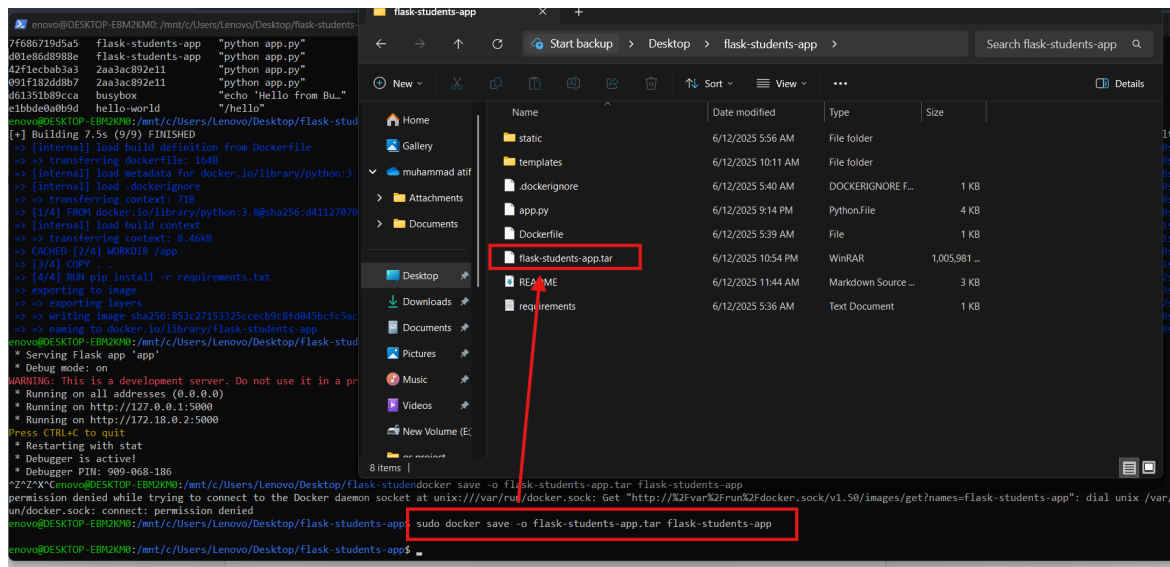 enovo@DESKTOP-EBM2KM0: /mnt/c/Users/Lenovo/Desktop/flask-students-
7f686719d5a5 flask-students-app "python app.py"
d01e86d8988e flask-students-app "python app.py"
42f1ecbab3a3 2aa3ac892e11 "python app.py"
091f182dd8b7 2aa3ac892e11 "python app.py"
d61351b89cca busybox "echo 'Hello from Bu…"
e1bbde0a0b9d hello-world "/hello"
enovo@DESKTOP-EBM2KM0:/mnt/c/Users/Lenovo/Desktop/flask-stud
[+] Building 7.5s (9/9) FINISHED
=> [internal] load build definition from Dockerfile
=> => transferring dockerfile: 164B
=> [internal] load metadata for docker.io/library/python:3.
=> [internal] load .dockerignore
=> => transferring context: 71B
=> [1/4] FROM docker.io/library/python:3.8@sha256:d41127070
=> [internal] load build context
=> => transferring context: 8.46kB
=> CACHED [2/4] WORKDIR /app
=> [3/4] COPY . .
=> [4/4] RUN pip install -r requirements.txt
=> exporting to image
=> => exporting layers
=> => writing image sha256:853c27153325ccecb9c8fd045bcfc5ac
=> => naming to docker.io/library/flask-students-app
enovo@DESKTOP-EBM2KM0:/mnt/c/Users/Lenovo/Desktop/flask-stud
* Serving Flask app 'app'
* Debug mode: on
WARNING: This is a development server. Do not use it in a pr
* Running on all addresses (0.0.0.0)
* Running on http://127.0.0.1:5000
* Running on http://172.18.0.2:5000
Press CTRL+C to quit
* Restarting with stat
* Debugger is active!
* Debugger PIN: 909-068-186
^Z^Z^X^Cenovo@DESKTOP-EBM2KM0:/mnt/c/Users/Lenovo/Desktop/flask-studendocker save -o flask-students-app.tar flask-students-app
permission denied while trying to connect to the Docker daemon socket at unix:///var/run/docker.sock: Get "http://%2Fvar%2Frun%2Fdocker.sock/v1.50/images/get?names=flask-students-app": dial unix /var/
un/docker.sock: connect: permission denied
enovo@DESKTOP-EBM2KM0:/mnt/c/Users/Lenovo/Desktop/flask-students-app$ sudo docker save -o flask-students-app.tar flask-students-app
enovo@DESKTOP-EBM2KM0:/mnt/c/Users/Lenovo/Desktop/flask-students-app$
flask-students-app
Start backup > Desktop > flask-students-app >
Search flask-students-app
New
Sort
View
Details
Home
Gallery
muhammad atif
Attachments
Documents
Desktop
Downloads
Documents
Pictures
Music
Videos
New Volume (E:
os project
Name Date modified Type Size
static 6/12/2025 5:56 AM File folder
templates 6/12/2025 10:11 AM File folder
.dockerignore 6/12/2025 5:40 AM DOCKERIGNORE F... 1 KB
app.py 6/12/2025 9:14 PM Python.File 4 KB
Dockerfile 6/12/2025 5:39 AM File 1 KB
flask-students-app.tar 6/12/2025 10:54 PM WinRAR 1,005,981 ...
README 6/12/2025 11:44 AM Markdown Source ... 3 KB
requirements 6/12/2025 5:36 AM Text Document 1 KB
8 items